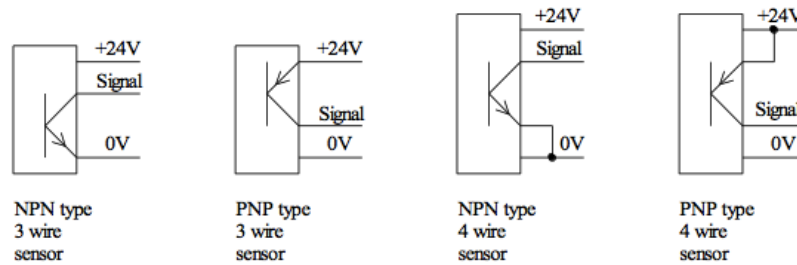 +24V
Signal
0V
NPN type
3 wire
sensor
+24V
Signal
0V
PNP type
3 wire
sensor
+24V
Signal
0V
NPN type
4 wire
sensor
+24V
Signal
0V
PNP type
4 wire
sensor